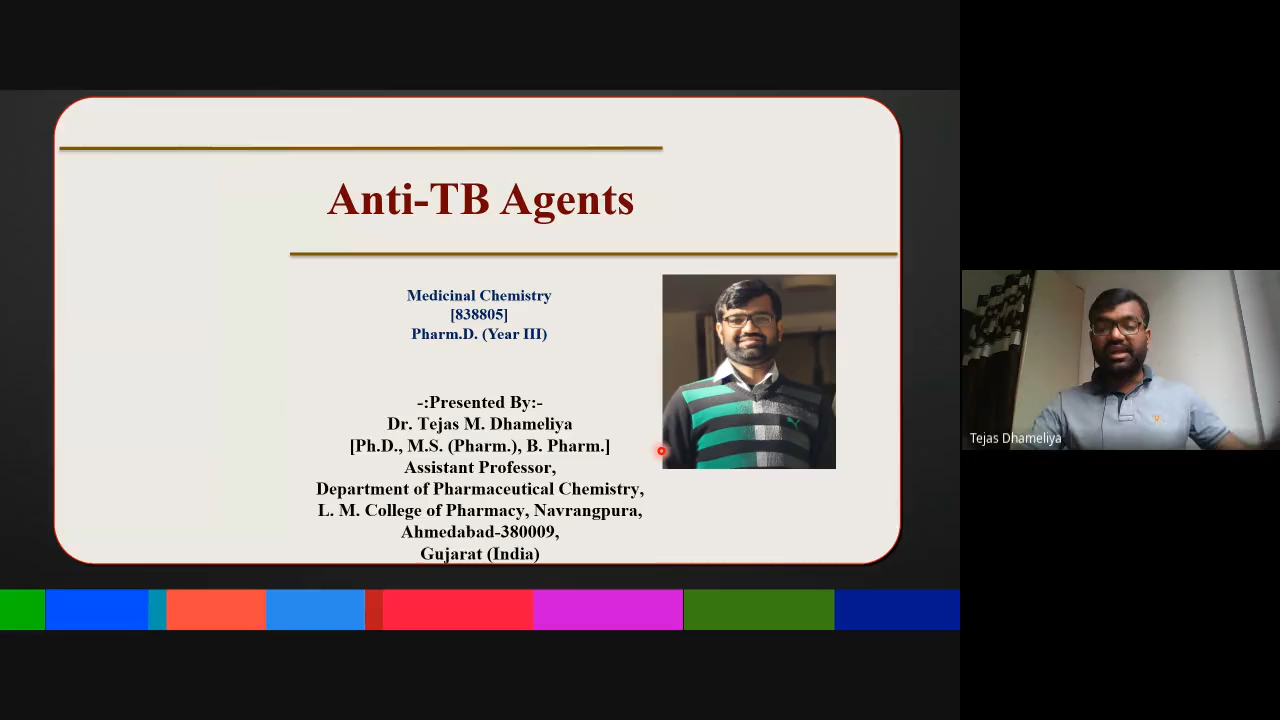 Anti-TB Agents
Medicinal Chemistry
[838805]
Pharm.D. (Year III)
-:Presented By:-
Dr. Tejas M. Dhameliya
[Ph.D., M.S. (Pharm.), B. Pharm.]
Assistant Professor,
Department of Pharmaceutical Chemistry,
L. M. College of Pharmacy, Navrangpura,
Ahmedabad-380009,
Gujarat (India)
Tejas Dhameliya